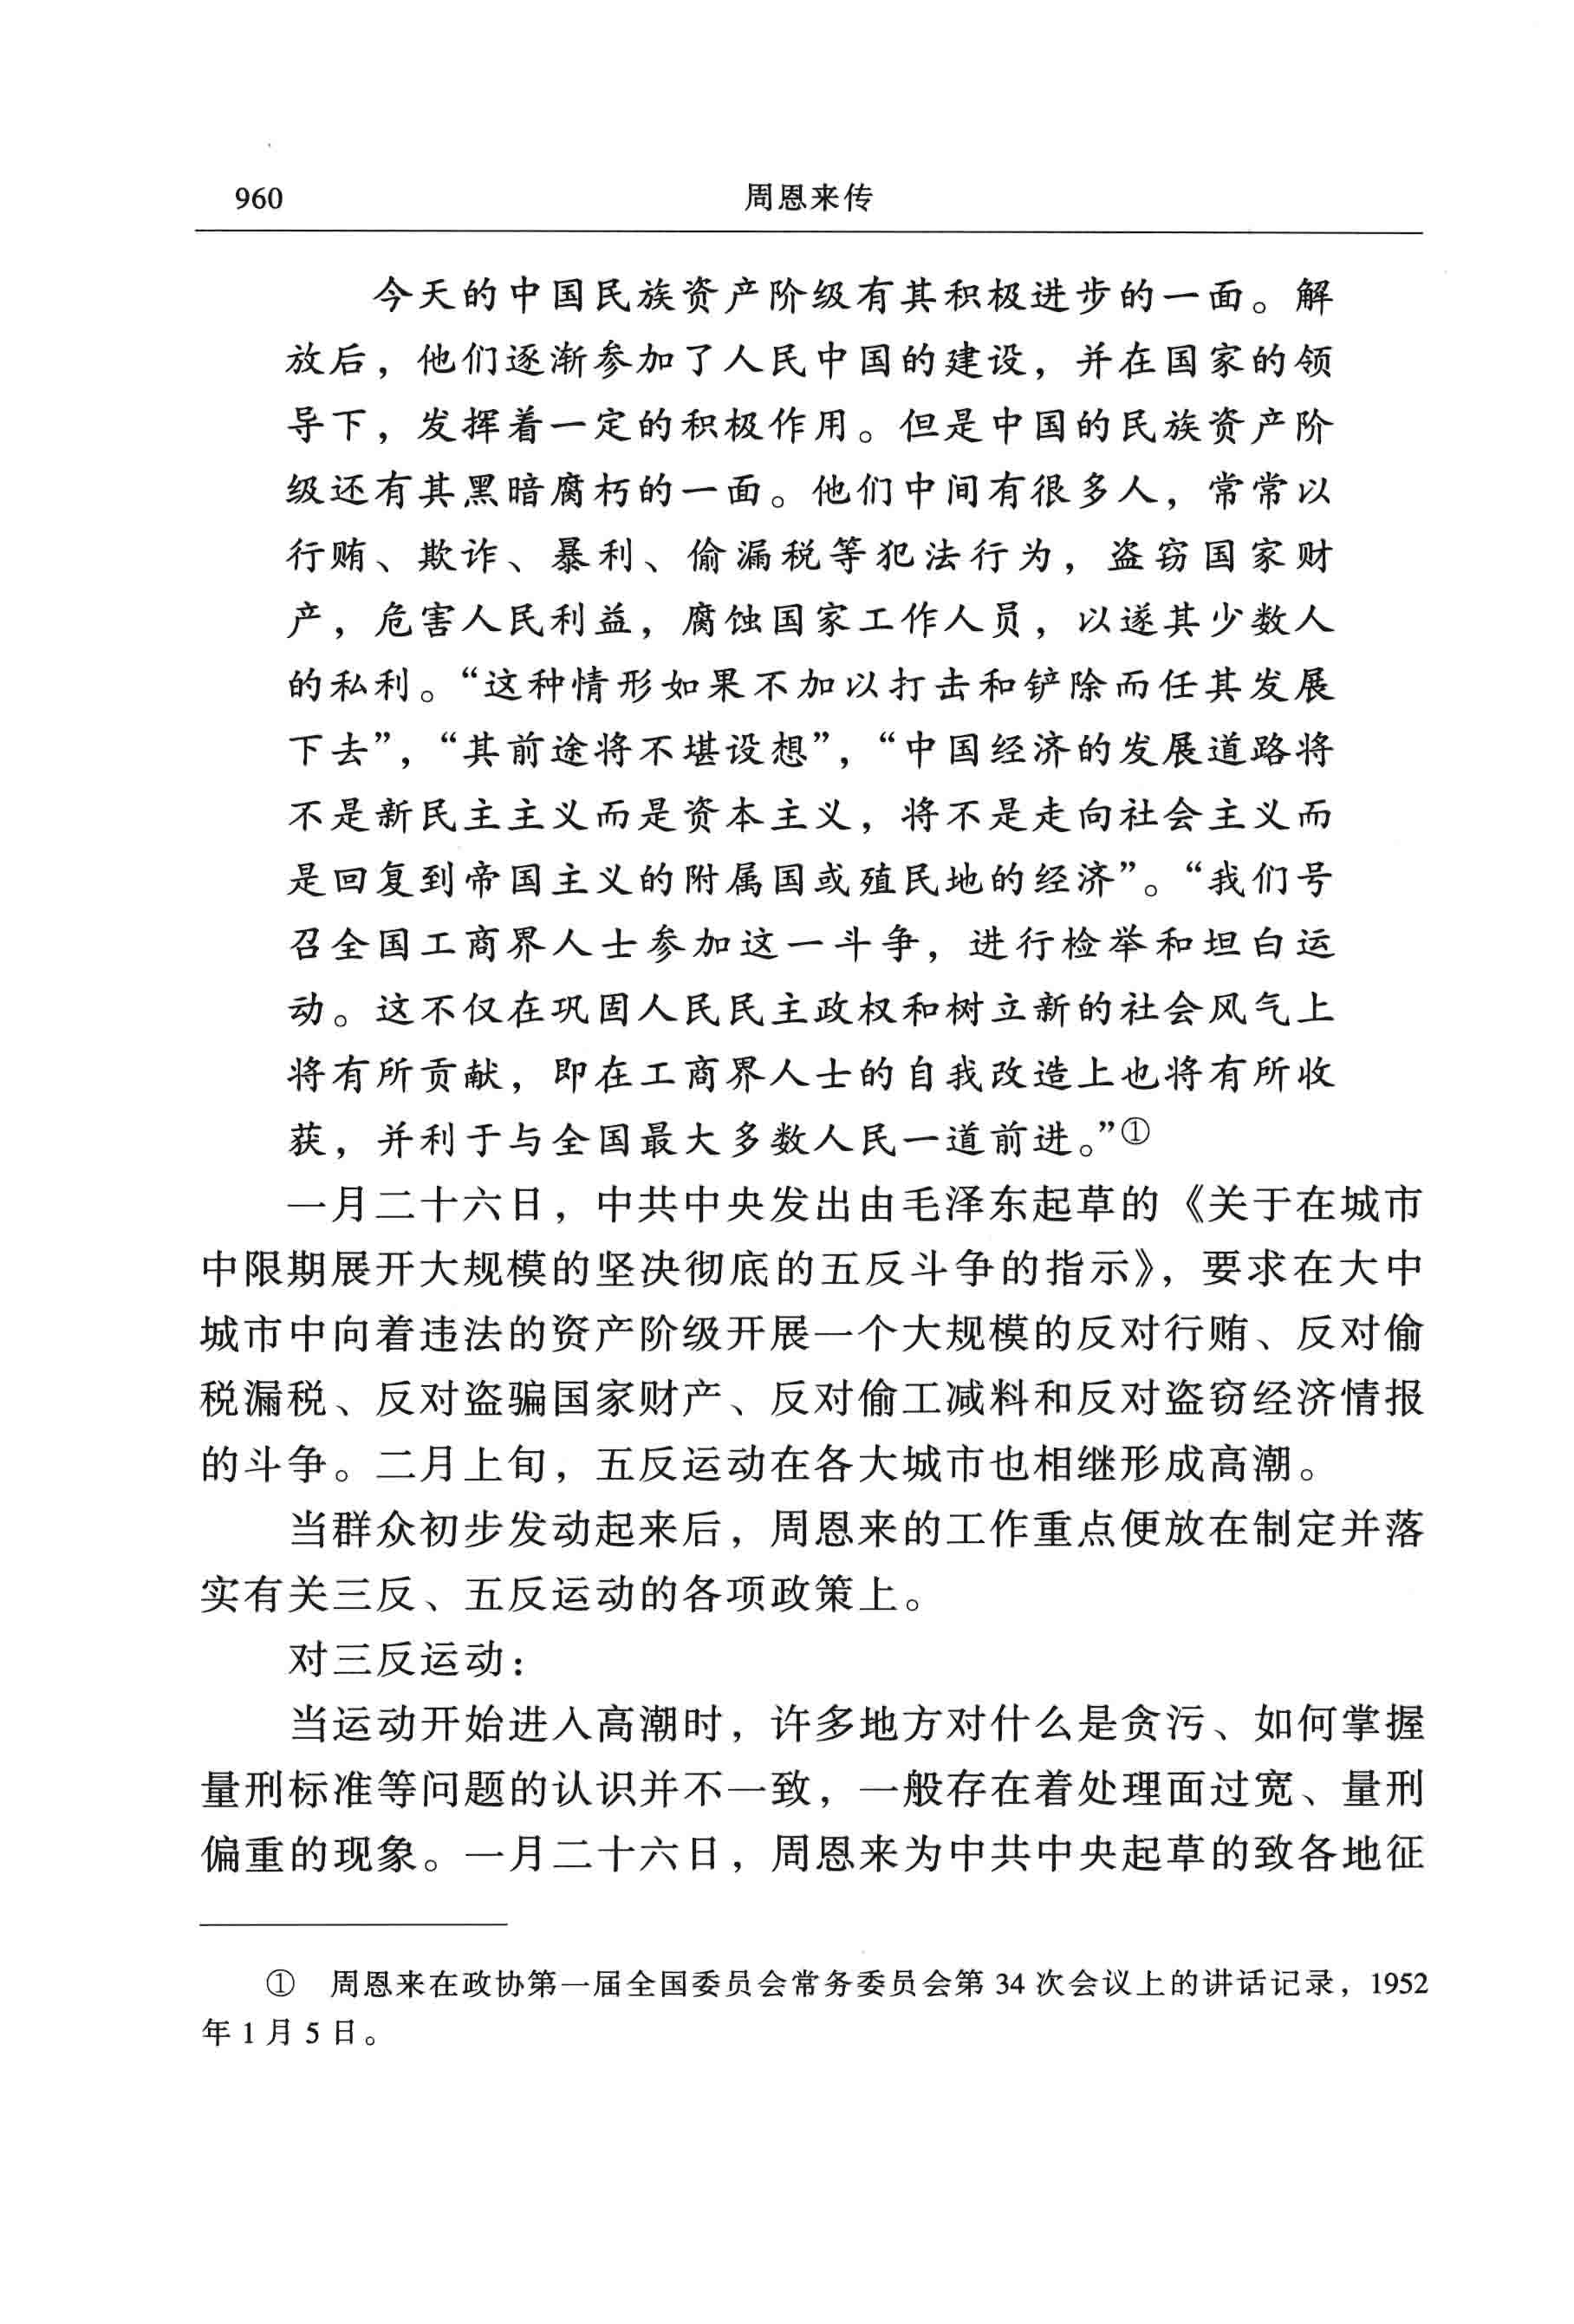 960
周恩来传
今天的中国民族资产阶级有其积极进步的一面。解
放后，他们逐渐参加了人民中国的建设，并在国家的领
导下，发挥着一定的积极作用。但是中国的民族资产阶
级还有其黑暗腐朽的一面。他们中间有很多人，常常以
行贿、欺诈、暴利、偷漏税等犯法行为，盗窃国家财
产，危害人民利益，腐蚀国家工作人员，以遂其少数人
的私利。“这种情形如果不加以打击和铲除而任其发展
下去”，“其前途将不堪设想”，“中国经济的发展道路将
不是新民主主义而是资本主义，将不是走向社会主义而
是回复到帝国主义的附属国或殖民地的经济”。“我们号
召全国工商界人士参加这一斗争，进行检举和坦白运
动。这不仅在巩固人民民主政权和树立新的社会风气上
将有所贡献，即在工商界人士的自我改造上也将有所收
获，并利于与全国最大多数人民一道前进。”①
一月二十六日，中共中央发出由毛泽东起草的《关于在城市
中限期展开大规模的坚决彻底的五反斗争的指示》，要求在大中
城市中向着违法的资产阶级开展一个大规模的反对行贿、反对偷
税漏税、反对盗骗国家财产、反对偷工减料和反对盗窃经济情报
的斗争。二月上旬，五反运动在各大城市也相继形成高潮。
当群众初步发动起来后，周恩来的工作重点便放在制定并落
实有关三反、五反运动的各项政策上。
对三反运动：
当运动开始进入高潮时，许多地方对什么是贪污、如何掌握
量刑标准等问题的认识并不一致，一般存在着处理面过宽、量刑
偏重的现象。一月二十六日，周恩来为中共中央起草的致各地征
① 周恩来在政协第一届全国委员会常务委员会第 34 次会议上的讲话记录，1952
年 1 月 5 日。